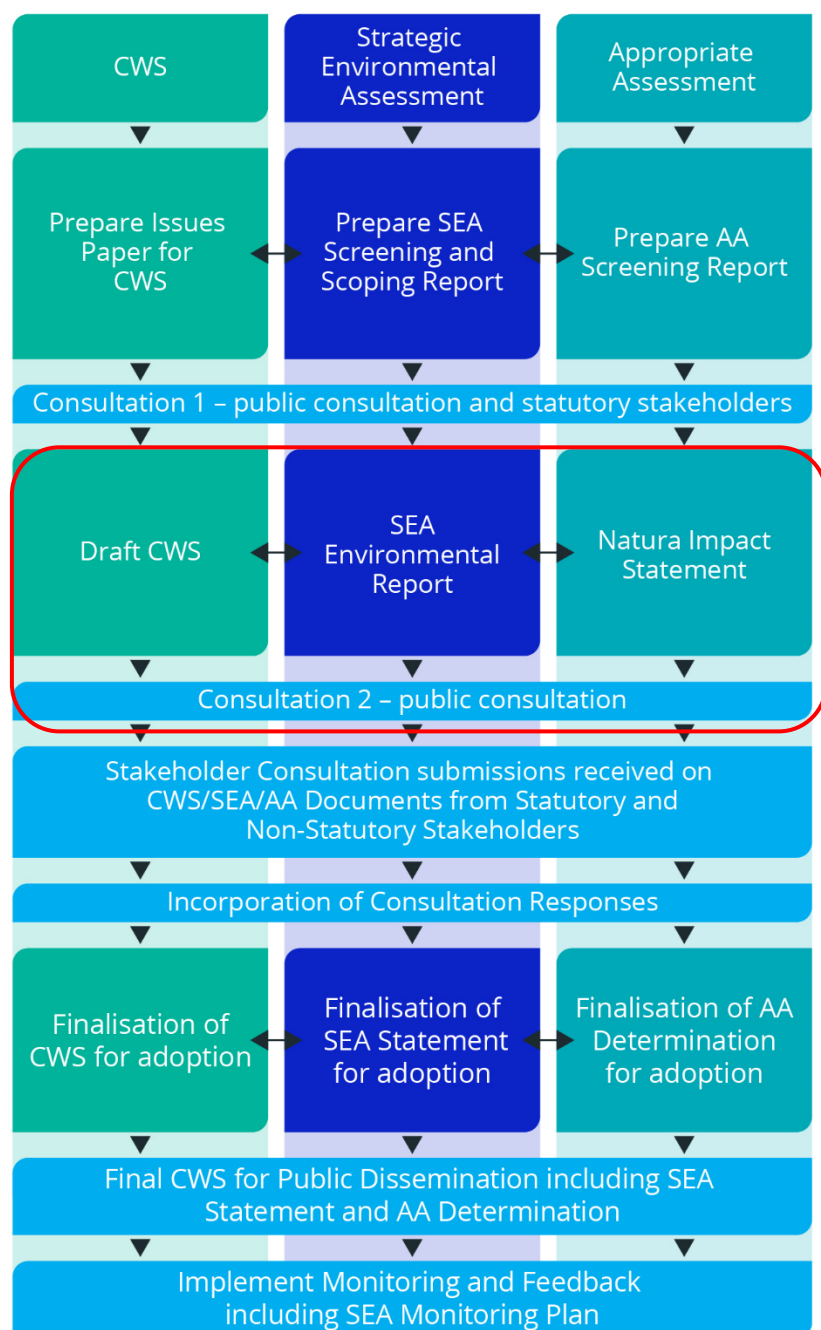 CWS
Strategic
Environmental
Assessment
Appropriate
Assessment
Prepare Issues
Paper for
CWS
Prepare SEA
Screening and
Scoping Report
Prepare AA
Screening Report
Consultation 1 – public consultation and statutory stakeholders
Draft CWS
SEA
Environmental
Report
Natura Impact
Statement
Consultation 2 – public consultation
Stakeholder Consultation submissions received on
CWS/SEA/AA Documents from Statutory and
Non-Statutory Stakeholders
Incorporation of Consultation Responses
Finalisation of
CWS for adoption
Finalisation of
SEA Statement
for adoption
Finalisation of AA
Determination
for adoption
Final CWS for Public Dissemination including SEA
Statement and AA Determination
Implement Monitoring and Feedback
including SEA Monitoring Plan